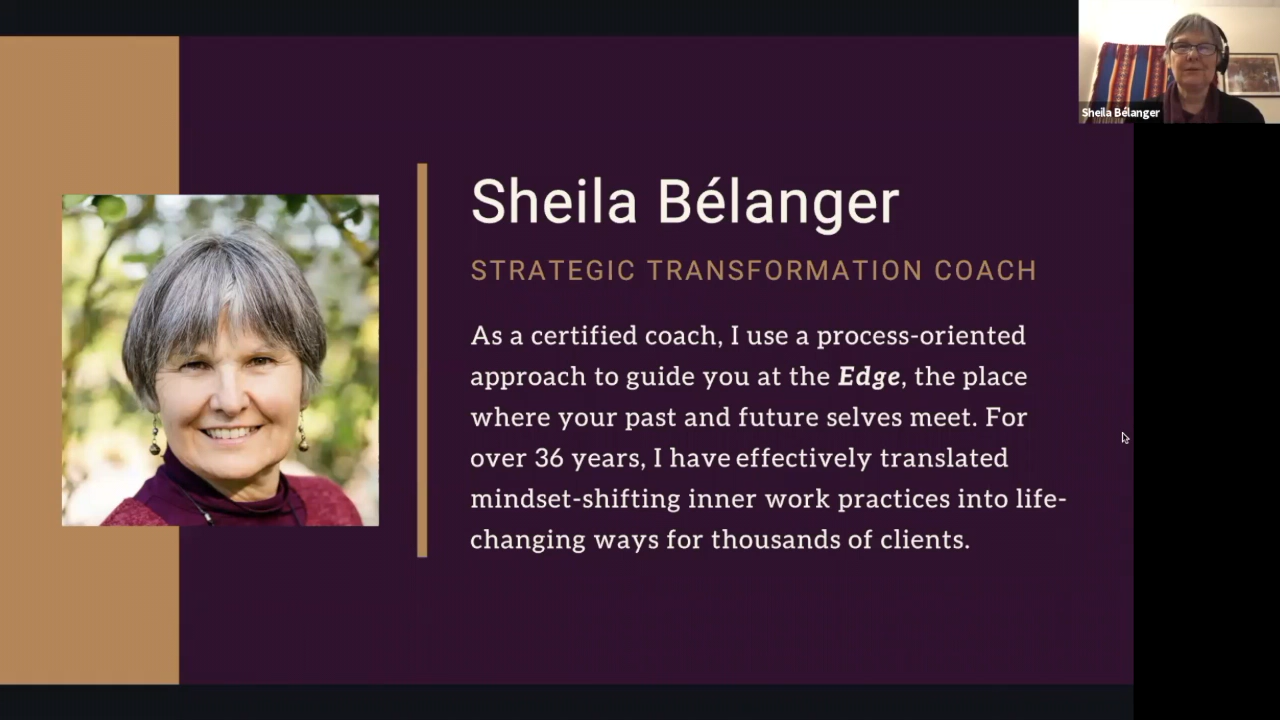 Sheila Bélanger
Sheila Bélanger
STRATEGIC TRANSFORMATION COACH
As a certified coach, I use a process-oriented
approach to guide you at the Edge, the place
where your past and future selves meet. For
over 36 years, I have effectively translated
mindset-shifting inner work practices into life-
changing ways for thousands of clients.